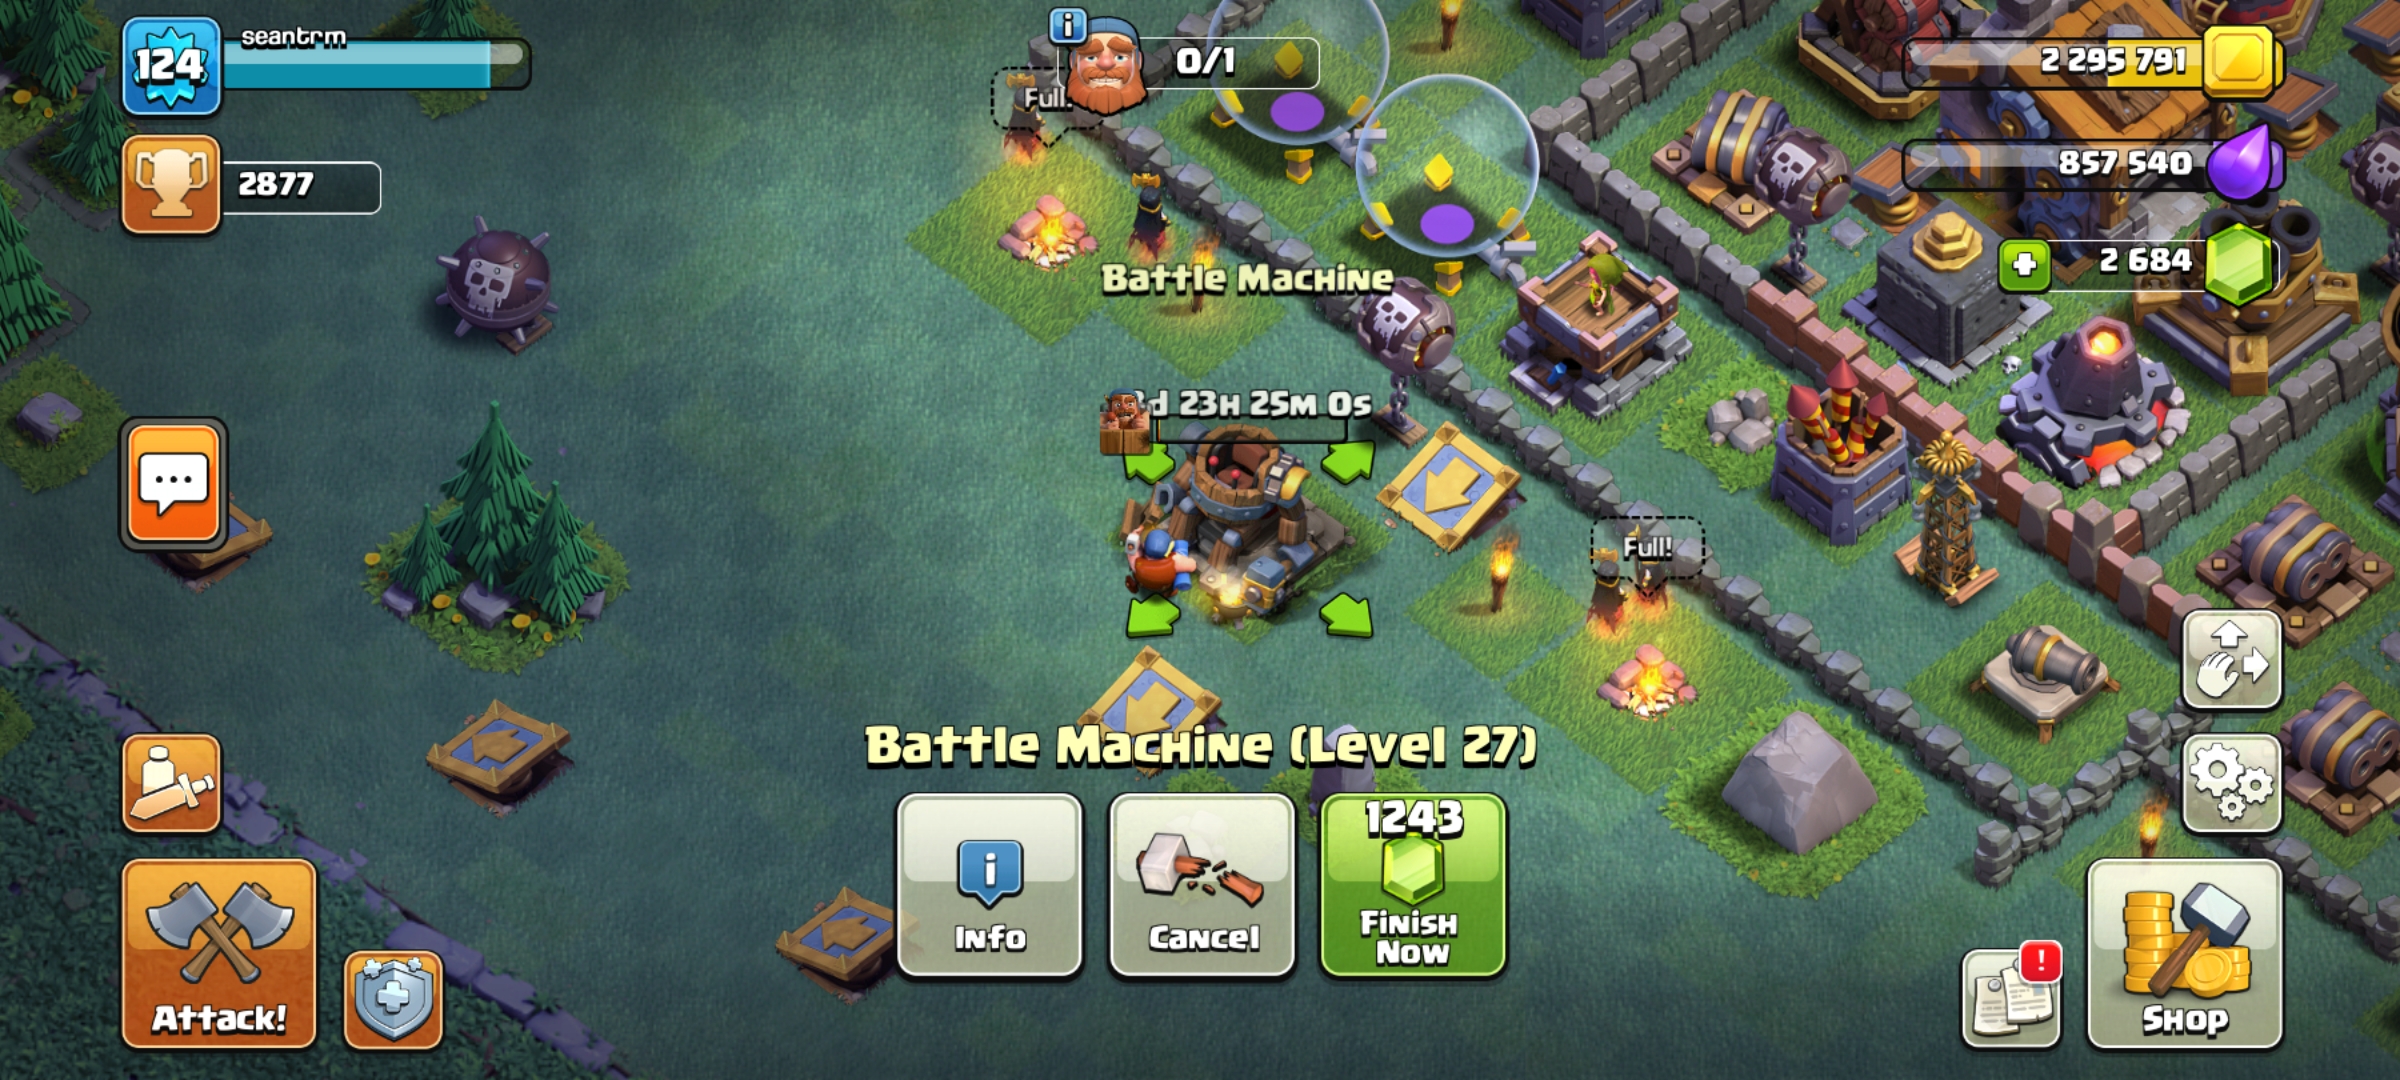 124
seantrm
2877
Full!
i
0/1
2 295 791
857 540
2 684
Battle Machine
d 23H 25M 0s
Full!
Battle Machine (Level 27)
i
Info
Cancel
1243
Finish
Now
Attack!
!
Shop